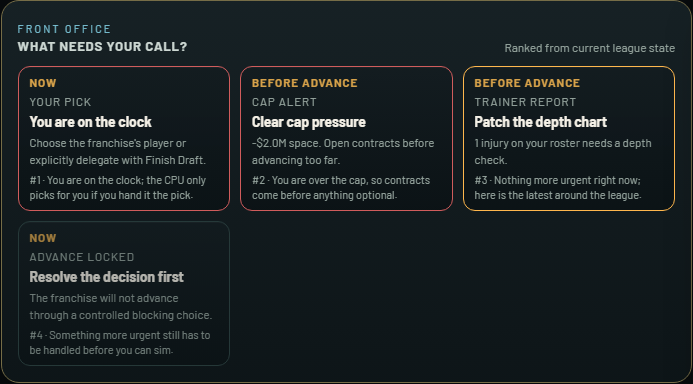 FRONT OFFICE
WHAT NEEDS YOUR CALL?
Ranked from current league state
NOW
YOUR PICK
You are on the clock
Choose the franchise's player or
explicitly delegate with Finish Draft.
#1 · You are on the clock; the CPU only
picks for you if you hand it the pick.
BEFORE ADVANCE
CAP ALERT
Clear cap pressure
-$2.0M space. Open contracts before
advancing too far.
#2 · You are over the cap, so contracts
come before anything optional.
BEFORE ADVANCE
TRAINER REPORT
Patch the depth chart
1 injury on your roster needs a depth
check.
#3 · Nothing more urgent right now;
here is the latest around the league.
NOW
ADVANCE LOCKED
Resolve the decision first
The franchise will not advance
through a controlled blocking choice.
#4 · Something more urgent still has to
be handled before you can sim.